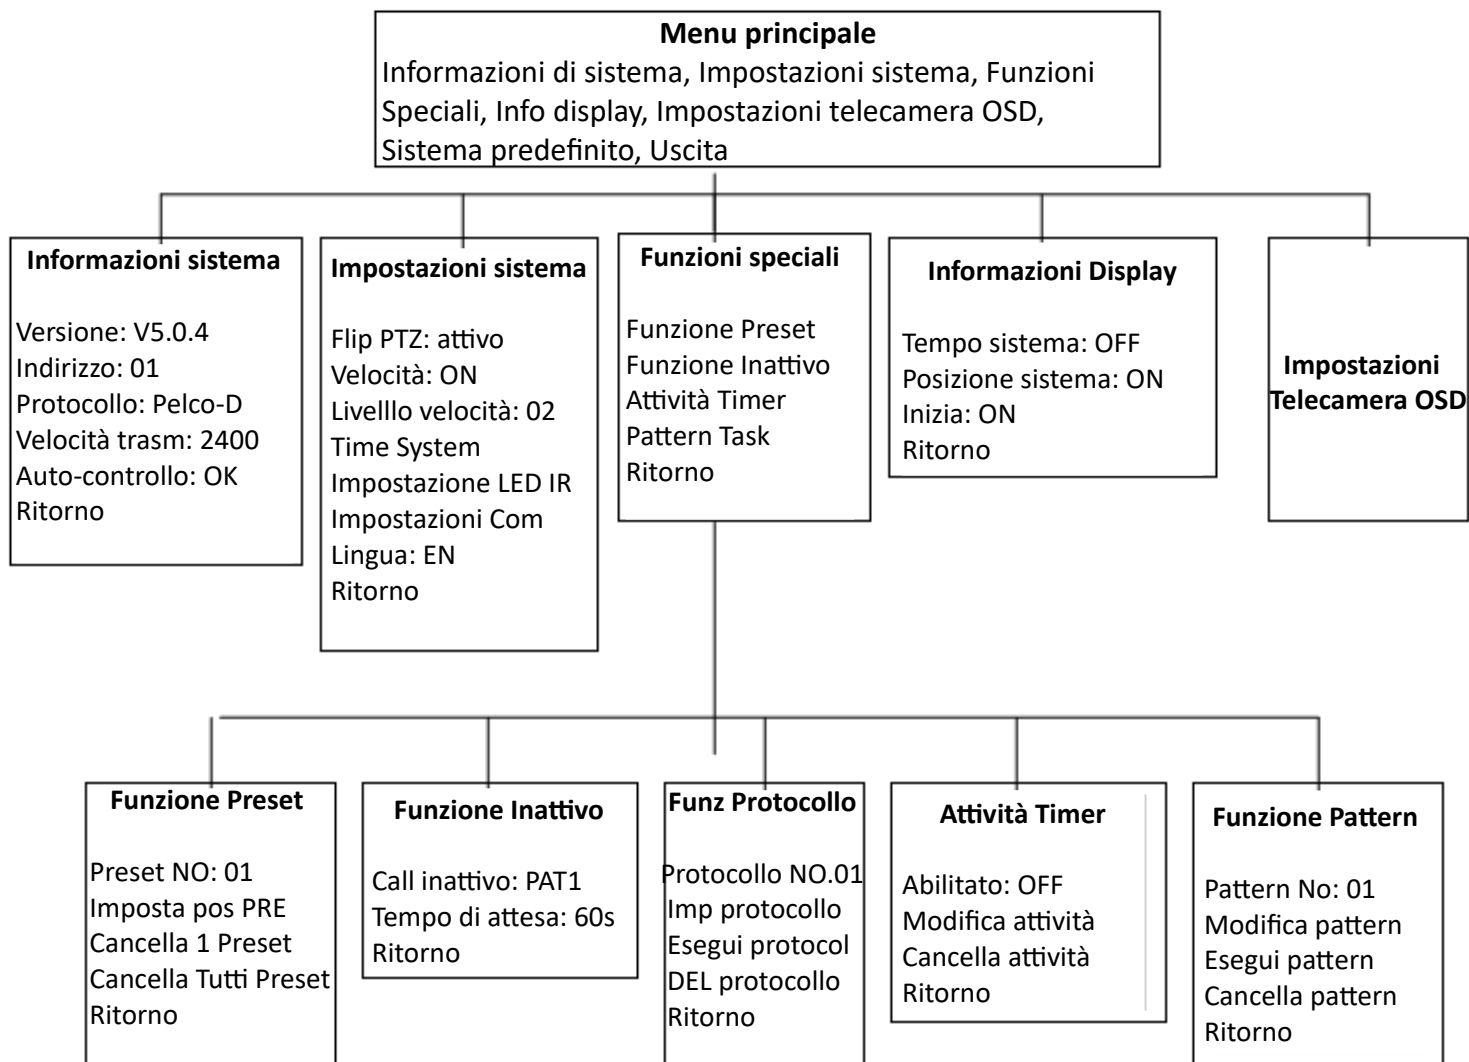 Menu principale
Informazioni di sistema, Impostazioni sistema, Funzioni
Speciali, Info display, Impostazioni telecamera OSD,
Sistema predefinito, Uscita
Informazioni sistema
Versione: V5.0.4
Indirizzo: 01
Protocollo: Pelco-D
Velocità trasm: 2400
Auto-controllo: OK
Ritorno
Impostazioni sistema
Flip PTZ: attivo
Velocità: ON
Livelllo velocità: 02
Time System
Impostazione LED IR
Impostazioni Com
Lingua: EN
Ritorno
Funzioni speciali
Funzione Preset
Funzione Inattivo
Attività Timer
Pattern Task
Ritorno
Informazioni Display
Tempo sistema: OFF
Posizione sistema: ON
Inizia: ON
Ritorno
Impostazioni
Telecamera OSD
Funzione Preset
Preset NO: 01
Imposta pos PRE
Cancella 1 Preset
Cancella Tutti Preset
Ritorno
Funzione Inattivo
Call inattivo: PAT1
Tempo di attesa: 60s
Ritorno
Funz Protocollo
Protocollo NO.01
Imp protocollo
Esegui protocol
DEL protocollo
Ritorno
Attività Timer
Abilitato: OFF
Modifica attività
Cancella attività
Ritorno
Funzione Pattern
Pattern No: 01
Modifica pattern
Esegui pattern
Cancella pattern
Ritorno